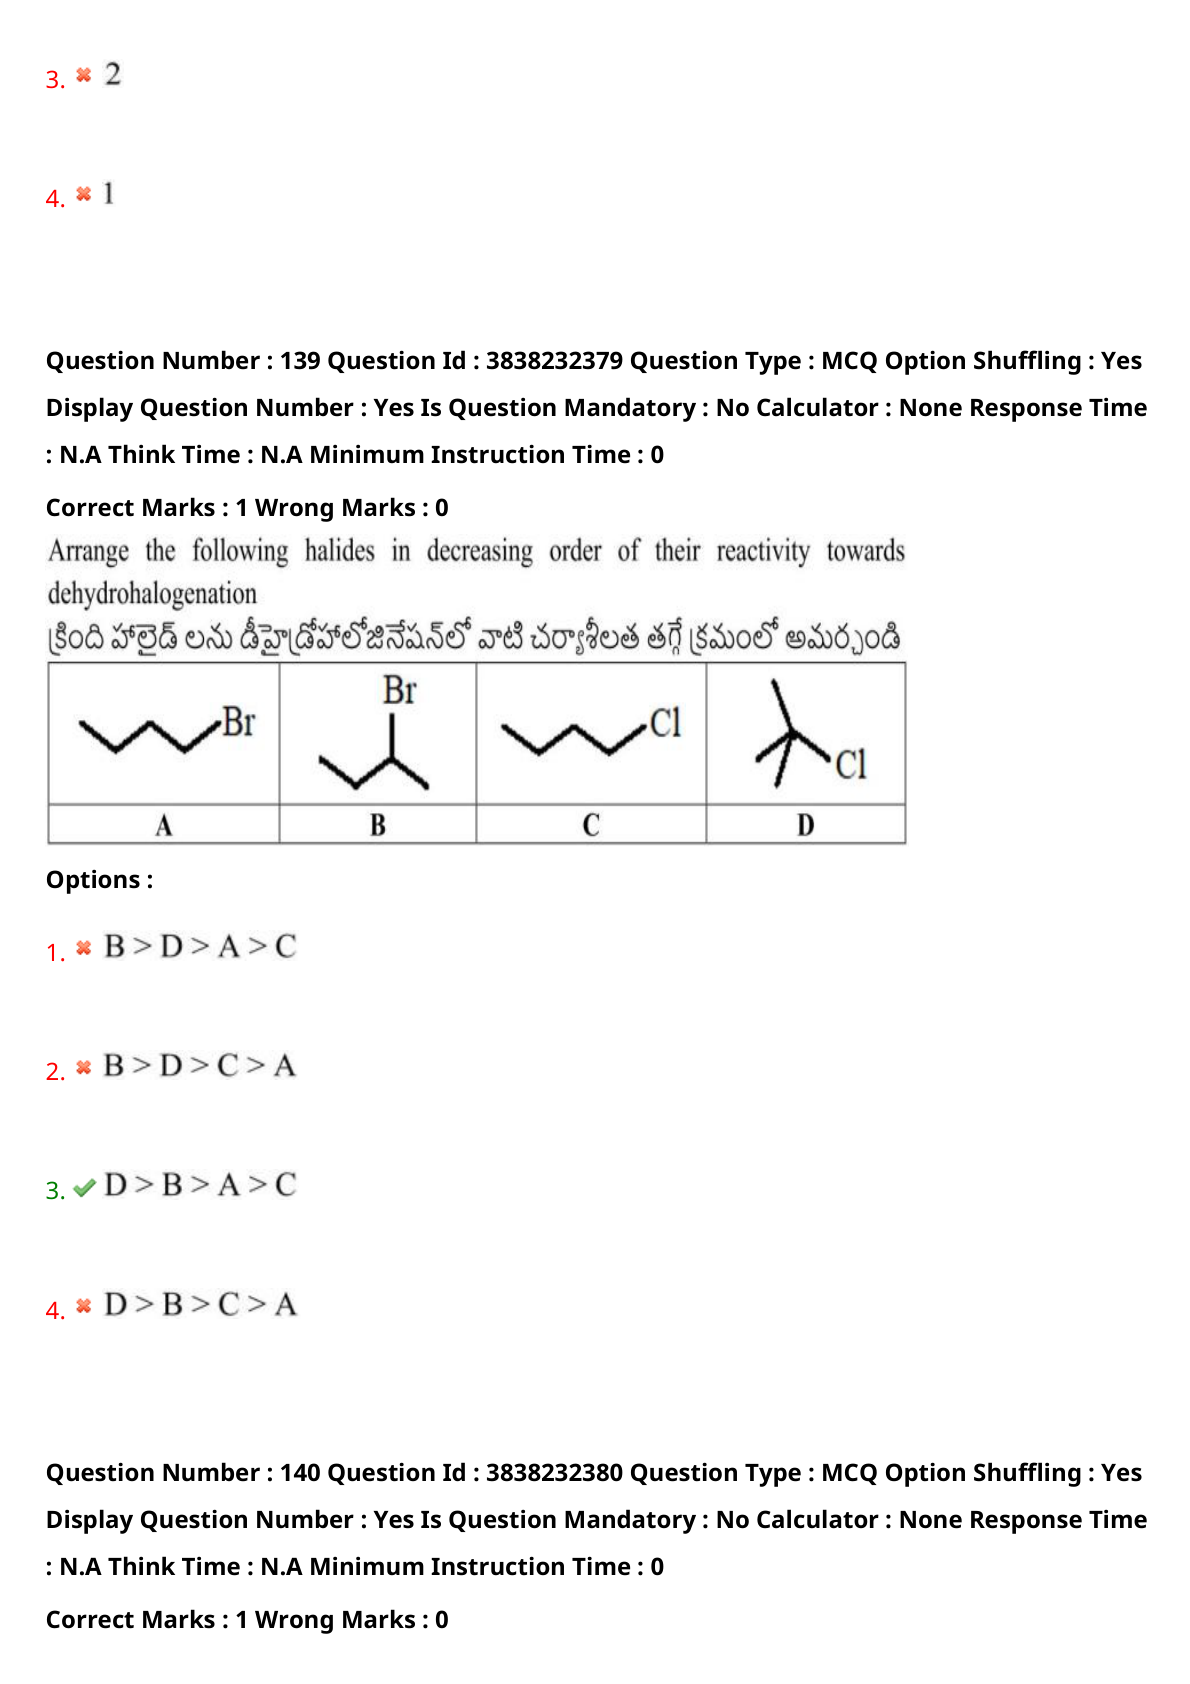 3. 2
4. 1
Question Number : 139 Question Id : 3838232379 Question Type : MCQ Option Shuffling : Yes
Display Question Number : Yes Is Question Mandatory : No Calculator : None Response Time
: N.A Think Time : N.A Minimum Instruction Time : 0
Correct Marks : 1 Wrong Marks : 0
Arrange the following halides in decreasing order of their reactivity towards
dehydrohalogenation
క్రింది హాలైడ్ లను డీహైడ్రోహాలోజినేషన్‌లో వాటి చర్యాశీలత తగ్గే క్రమంలో అమర్చండి
Br Br Cl Cl
A B C D
Options :
1. B > D > A > C
2. B > D > C > A
3. D > B > A > C
4. D > B > C > A
Question Number : 140 Question Id : 3838232380 Question Type : MCQ Option Shuffling : Yes
Display Question Number : Yes Is Question Mandatory : No Calculator : None Response Time
: N.A Think Time : N.A Minimum Instruction Time : 0
Correct Marks : 1 Wrong Marks : 0